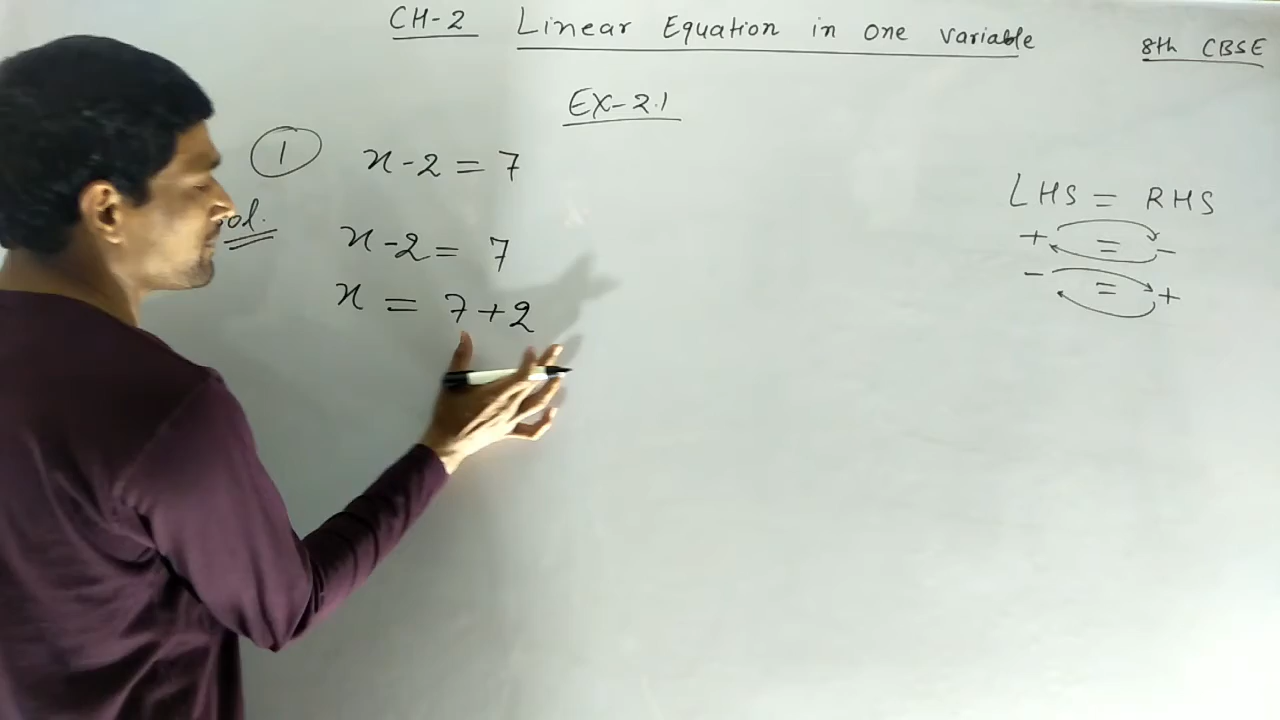 CH-2 Linear Equation in one variable
8th CBSE
EX-2.1
1 x-2=7
Sol.
x-2= 7
x = 7+2
LHS = RHS
+ = -
- = +